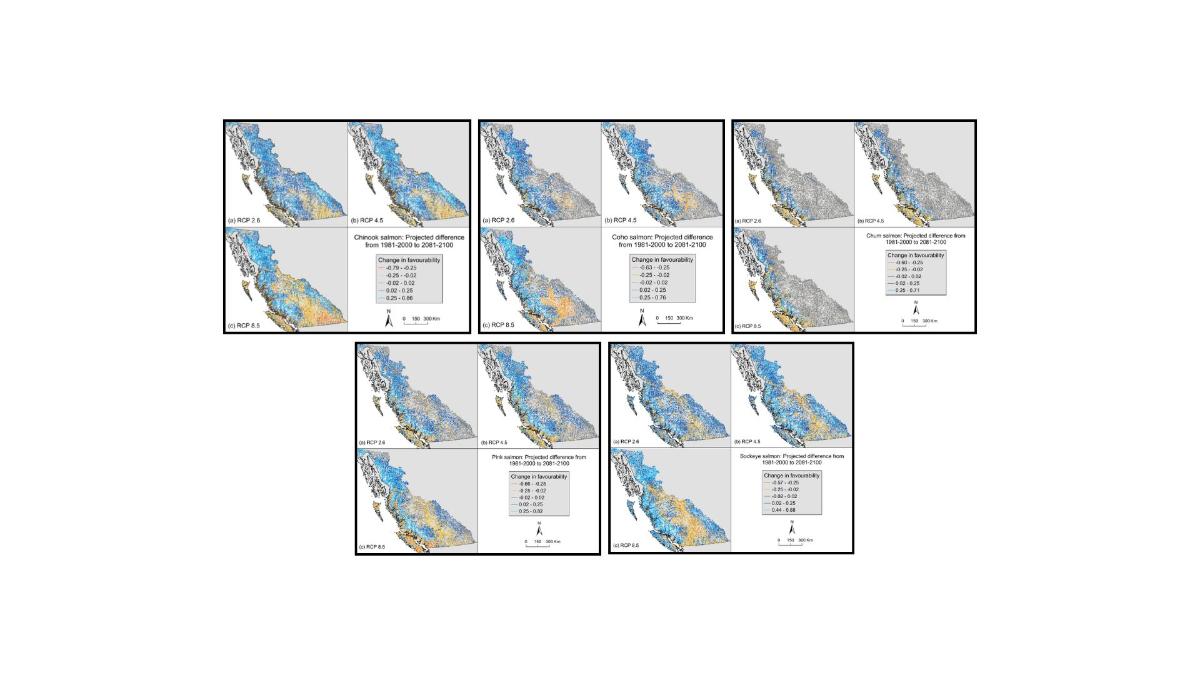 (a) RCP 2.6
(b) RCP 4.5
(c) RCP 8.5
Chinook salmon: Projected difference
from 1981-2000 to 2081-2100
Change in favourability
-0.79 - -0.25
-0.25 - -0.02
-0.02 - 0.02
0.02 - 0.25
0.25 - 0.86
N
0 150 300 Km
(a) RCP 2.6
(b) RCP 4.5
(c) RCP 8.5
Coho salmon: Projected difference
from 1981-2000 to 2081-2100
Change in favourability
-0.63 - -0.25
-0.25 - -0.02
-0.02 - 0.02
0.02 - 0.25
0.25 - 0.76
N
0 150 300 Km
(a) RCP 2.6
(b) RCP 4.5
(c) RCP 8.5
Chum salmon: Projected difference from
1981-2000 to 2081-2100
Change in favourability
-0.60 - -0.25
-0.25 - -0.02
-0.02 - 0.02
0.02 - 0.25
0.25 - 0.71
N
0 150 300 Km
(a) RCP 2.6
(b) RCP 4.5
(c) RCP 8.5
Pink salmon: Projected difference from
1981-2000 to 2081-2100
Change in favourability
-0.25 - -0.02
-0.02 - 0.02
0.02 - 0.25
0.25 - 0.82
N
0 150 300 Km
(a) RCP 2.6
(b) RCP 4.5
(c) RCP 8.5
Sockeye salmon: Projected difference from
1981-2000 to 2081-2100
Change in favourability
-0.57 - -0.25
-0.25 - -0.02
-0.02 - 0.02
0.02 - 0.25
0.44 - 0.88
N
0 150 300 Km